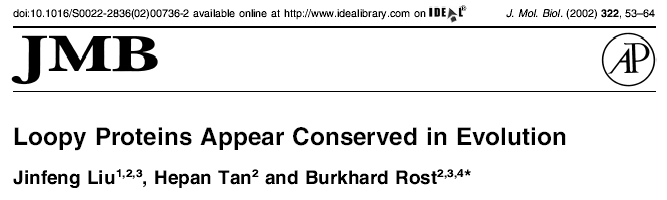 doi:10.1016/S0022-2836(02)00736-2 available online at http://www.idealibrary.com on IDEAL® J. Mol. Biol. (2002) 322, 53–64
JMB
AP
Loopy Proteins Appear Conserved in Evolution
Jinfeng Liu1,2,3, Hepan Tan2 and Burkhard Rost2,3,4*